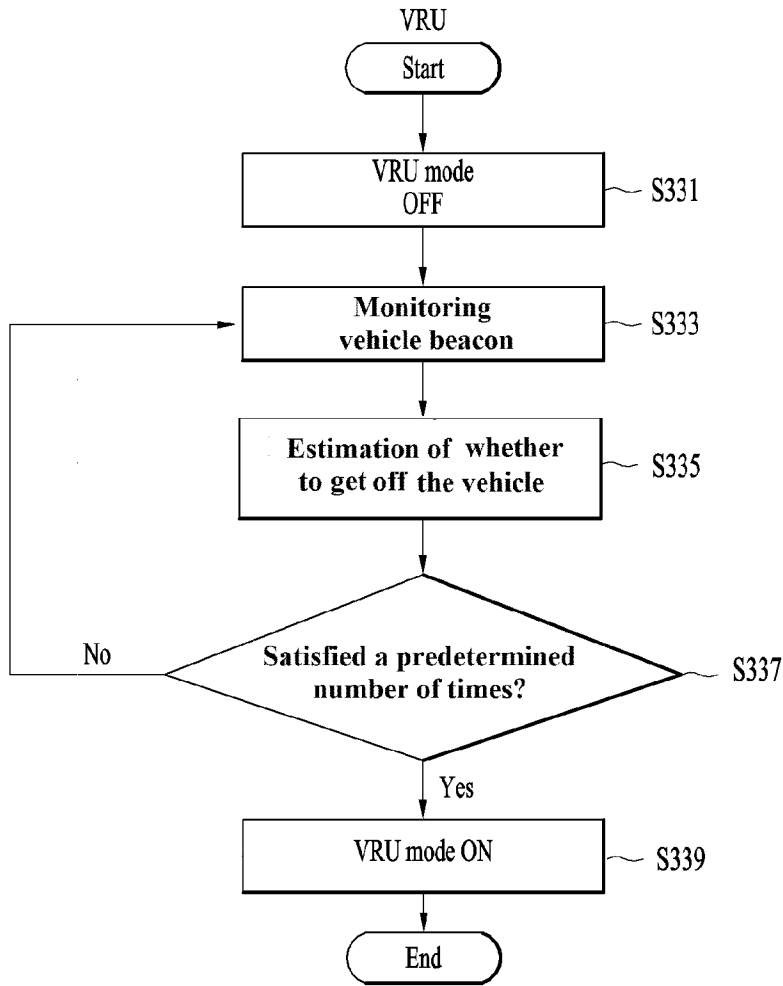 VRU
Start
VRU mode
OFF
S331
Monitoring
vehicle beacon
S333
Estimation of whether
to get off the vehicle
S335
Satisfied a predetermined
number of times?
S337
No
Yes
VRU mode ON
S339
End